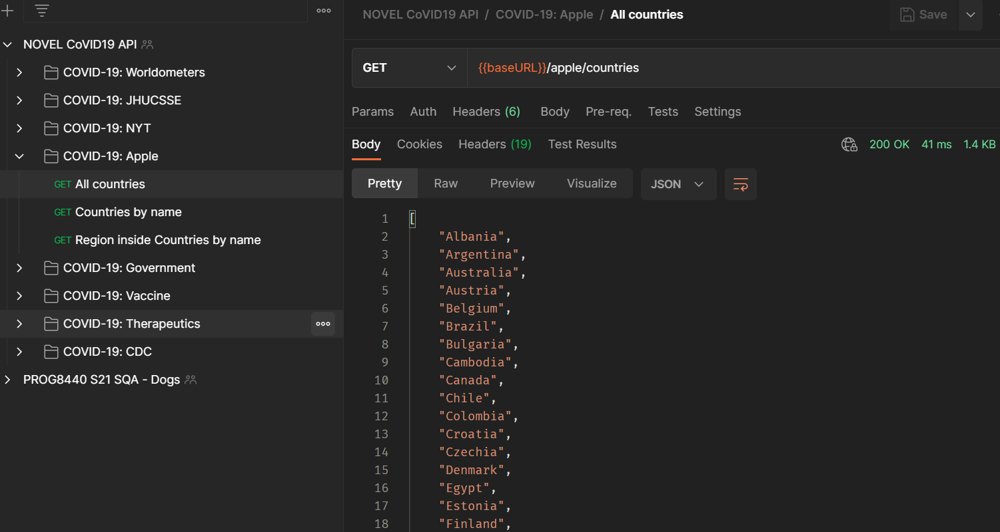 NOVEL CoVID19 API
COVID-19: Worldometers
COVID-19: JHUCSSE
COVID-19: NYT
COVID-19: Apple
GET All countries
GET Countries by name
GET Region inside Countries by name
COVID-19: Government
COVID-19: Vaccine
COVID-19: Therapeutics
COVID-19: CDC
PROG8440 S21 SQA - Dogs
NOVEL CoVID19 API / COVID-19: Apple / All countries
Save
GET {{baseURL}}/apple/countries
Params Auth Headers (6) Body Pre-req. Tests Settings
Body Cookies Headers (19) Test Results 200 OK 41 ms 1.4 KB
Pretty Raw Preview Visualize JSON
1 [
2 "Albania",
3 "Argentina",
4 "Australia",
5 "Austria",
6 "Belgium",
7 "Brazil",
8 "Bulgaria",
9 "Cambodia",
10 "Canada",
11 "Chile",
12 "Colombia",
13 "Croatia",
14 "Czechia",
15 "Denmark",
16 "Egypt",
17 "Estonia",
18 "Finland",